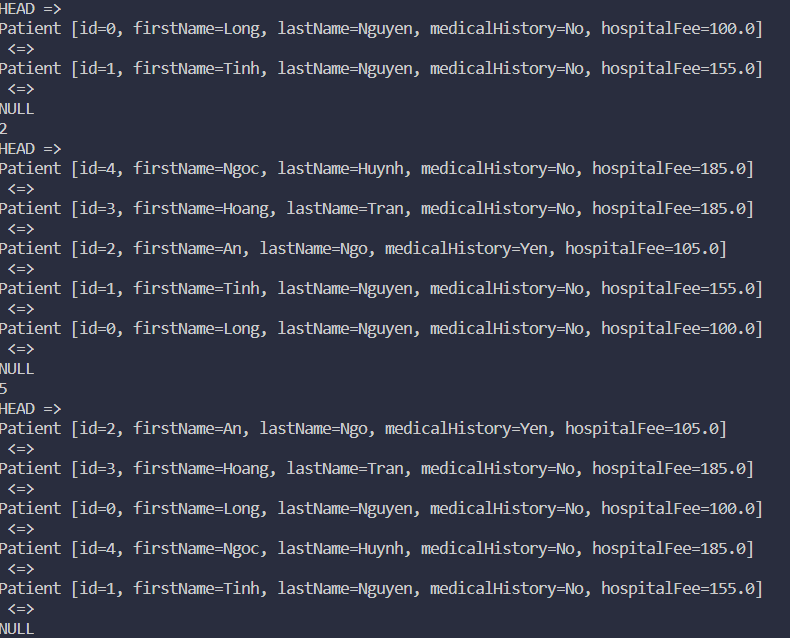 HEAD =>
Patient [id=0, firstName=Long, lastName=Nguyen, medicalHistory=No, hospitalFee=100.0]
<=>
Patient [id=1, firstName=Tinh, lastName=Nguyen, medicalHistory=No, hospitalFee=155.0]
<=>
NULL
2
HEAD =>
Patient [id=4, firstName=Ngoc, lastName=Huynh, medicalHistory=No, hospitalFee=185.0]
<=>
Patient [id=3, firstName=Hoang, lastName=Tran, medicalHistory=No, hospitalFee=185.0]
<=>
Patient [id=2, firstName=An, lastName=Ngo, medicalHistory=Yen, hospitalFee=105.0]
<=>
Patient [id=1, firstName=Tinh, lastName=Nguyen, medicalHistory=No, hospitalFee=155.0]
<=>
Patient [id=0, firstName=Long, lastName=Nguyen, medicalHistory=No, hospitalFee=100.0]
<=>
NULL
5
HEAD =>
Patient [id=2, firstName=An, lastName=Ngo, medicalHistory=Yen, hospitalFee=105.0]
<=>
Patient [id=3, firstName=Hoang, lastName=Tran, medicalHistory=No, hospitalFee=185.0]
<=>
Patient [id=0, firstName=Long, lastName=Nguyen, medicalHistory=No, hospitalFee=100.0]
<=>
Patient [id=4, firstName=Ngoc, lastName=Huynh, medicalHistory=No, hospitalFee=185.0]
<=>
Patient [id=1, firstName=Tinh, lastName=Nguyen, medicalHistory=No, hospitalFee=155.0]
<=>
NULL